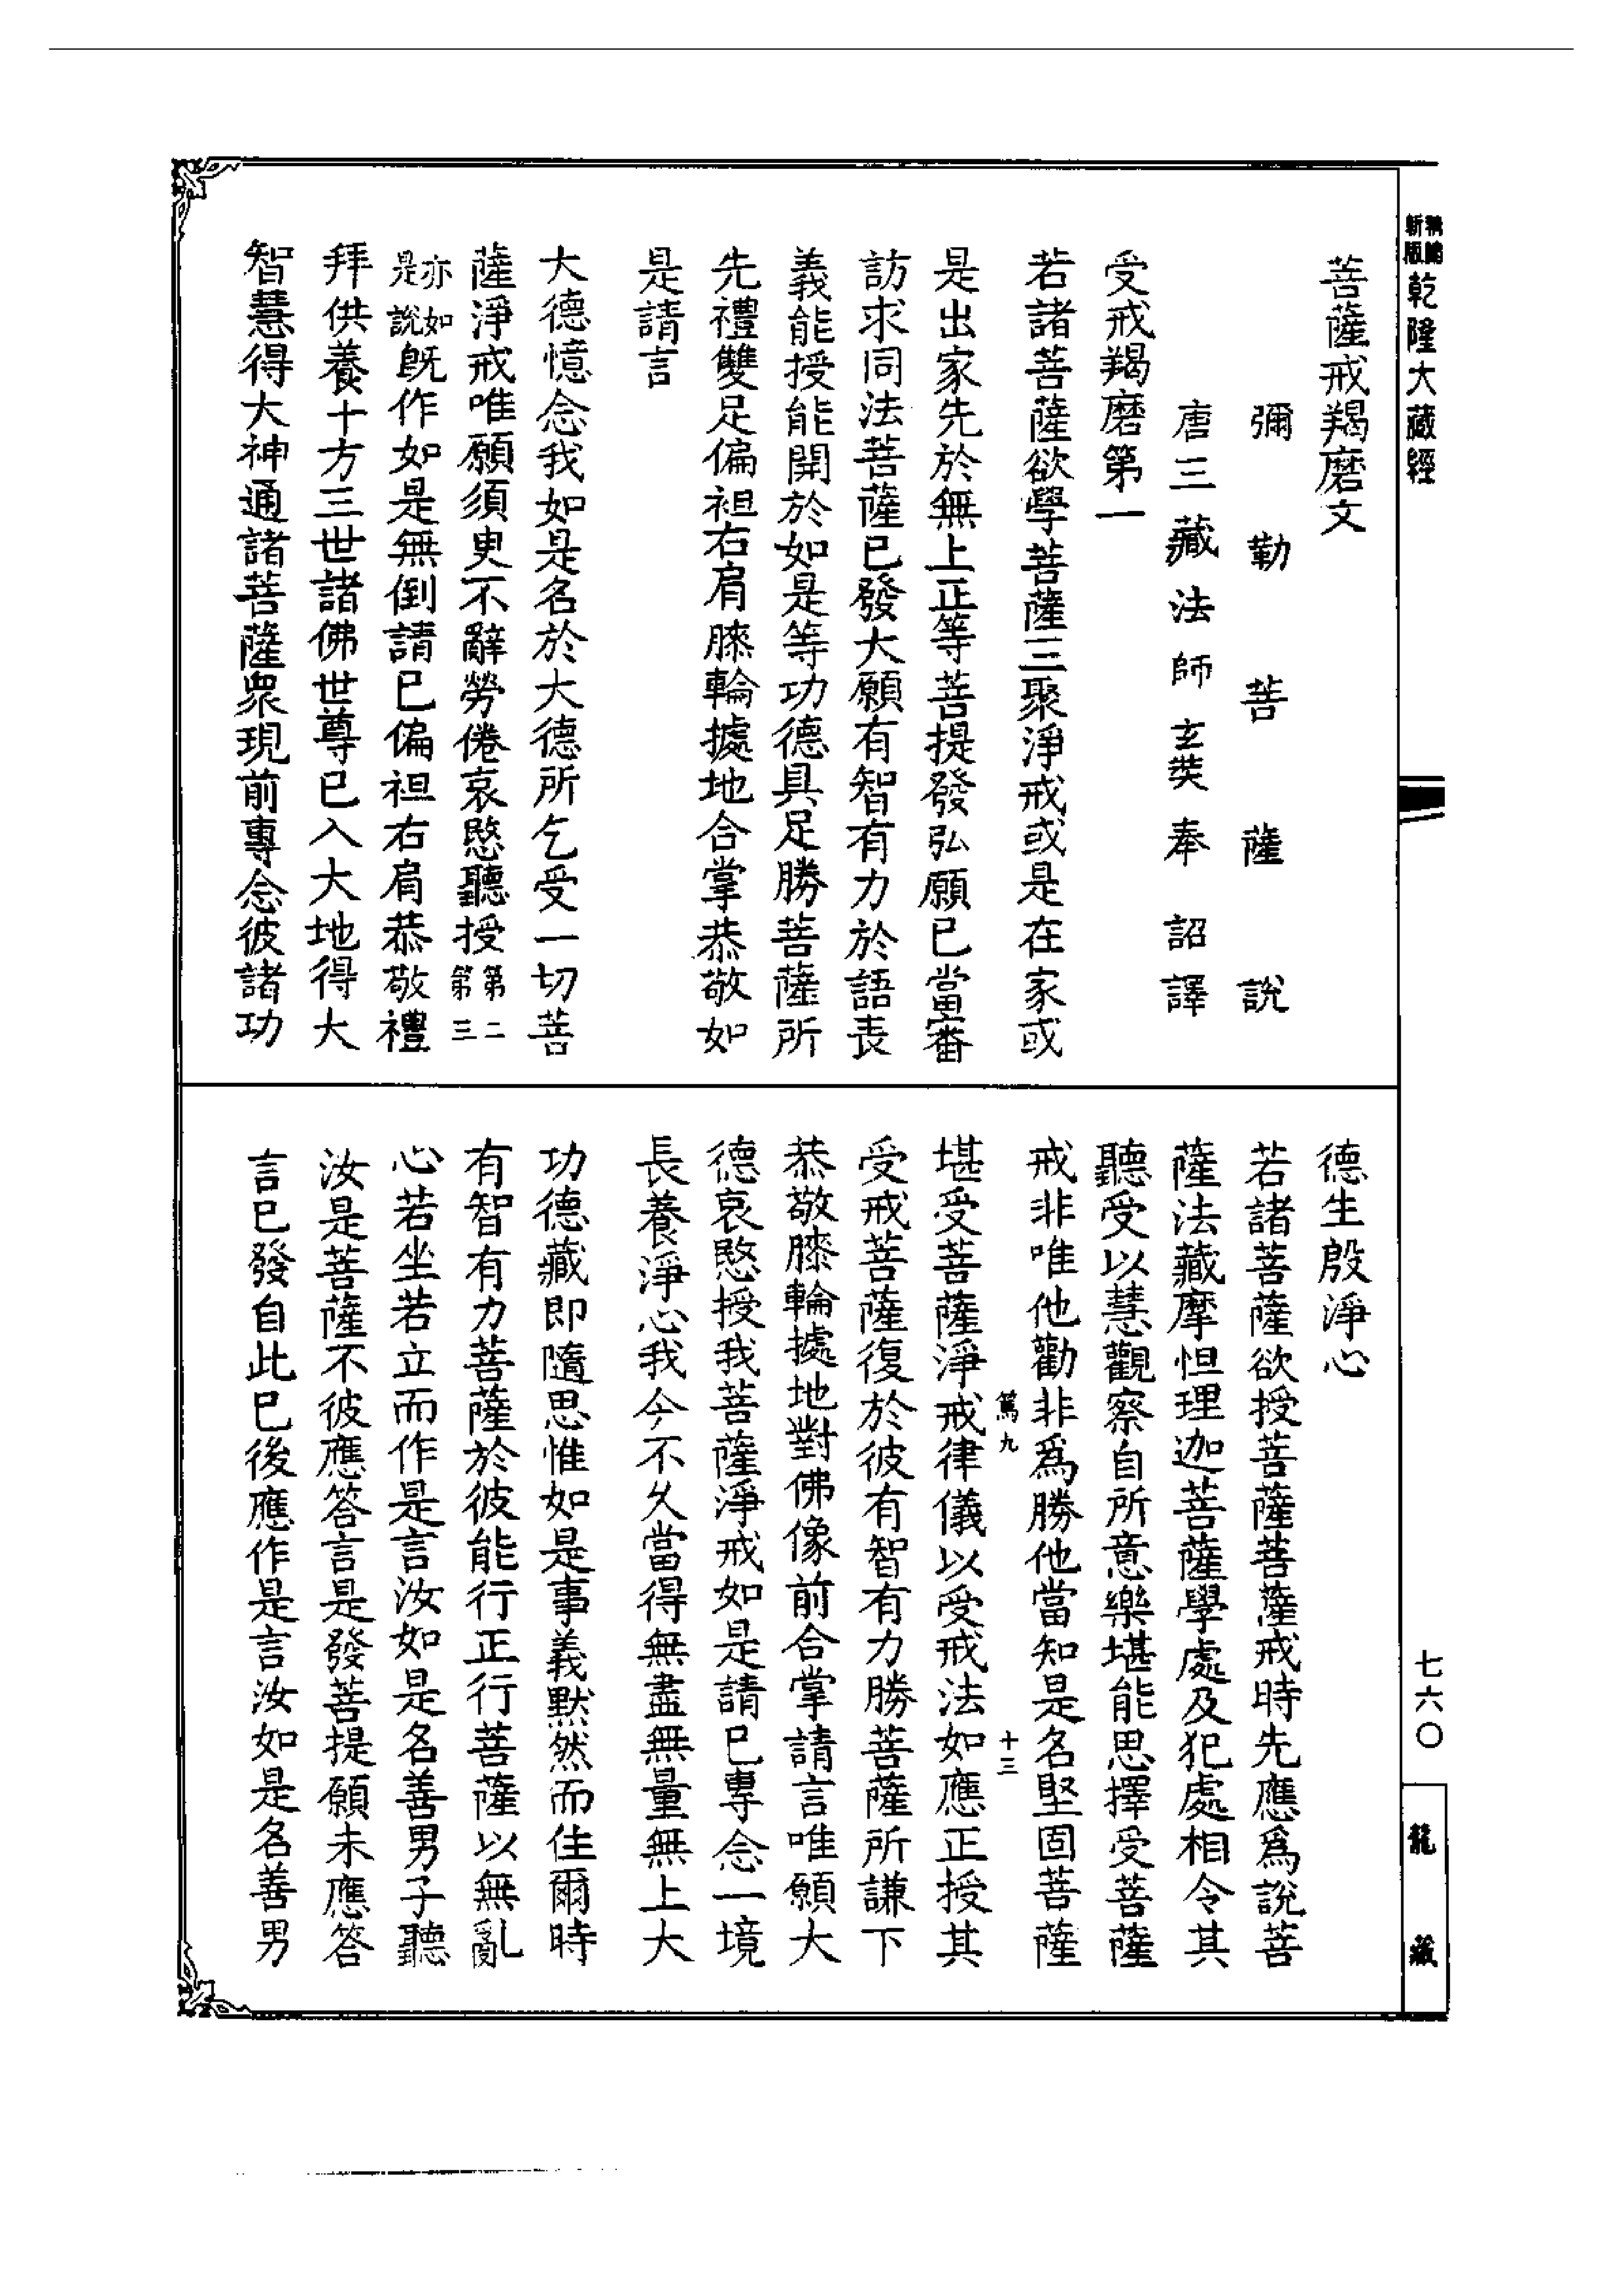 精編新版乾隆大藏經
七六〇
龍藏
菩薩戒羯磨文
彌勒菩薩說
唐三藏法師玄奘奉詔譯
受戒羯磨第一
若諸菩薩欲學菩薩三聚淨戒或是在家或
是出家先於無上正等菩提發弘願已當審
訪求同法菩薩已發大願有智有力於語表
義能授能開於如是等功德具足勝菩薩所
先禮雙足偏袒右肩膝輪據地合掌恭敬如
是請言
大德憶念我如是名於大德所乞受一切菩
薩淨戒唯願須臾不辭勞倦哀愍聽授第二第三
亦如是說既作如是無倒請已偏袒右肩恭敬禮
拜供養十方三世諸佛世尊已入大地得大
智慧得大神通諸菩薩眾現前專念彼諸功
德生殷淨心
若諸菩薩欲授菩薩菩薩戒時先應爲說菩
薩法藏摩怛理迦菩薩學處及犯處相令其
聽受以慧觀察自所意樂堪能思擇受菩薩
戒非唯他勸非爲勝他當知是名堅固菩薩
篤九　十三
堪受菩薩淨戒律儀以受戒法如應正授其
受戒菩薩復於彼有智有力勝菩薩所謙下
恭敬膝輪據地對佛像前合掌請言唯願大
德哀愍授我菩薩淨戒如是請已專念一境
長養淨心我今不久當得無盡無量無上大
功德藏即隨思惟如是事義默然而住爾時
有智有力菩薩於彼能行正行菩薩以無亂
心若坐若立而作是言汝如是名善男子聽
汝是菩薩不彼應答言是發菩提願未應答
言已發自此已後應作是言汝如是名善男